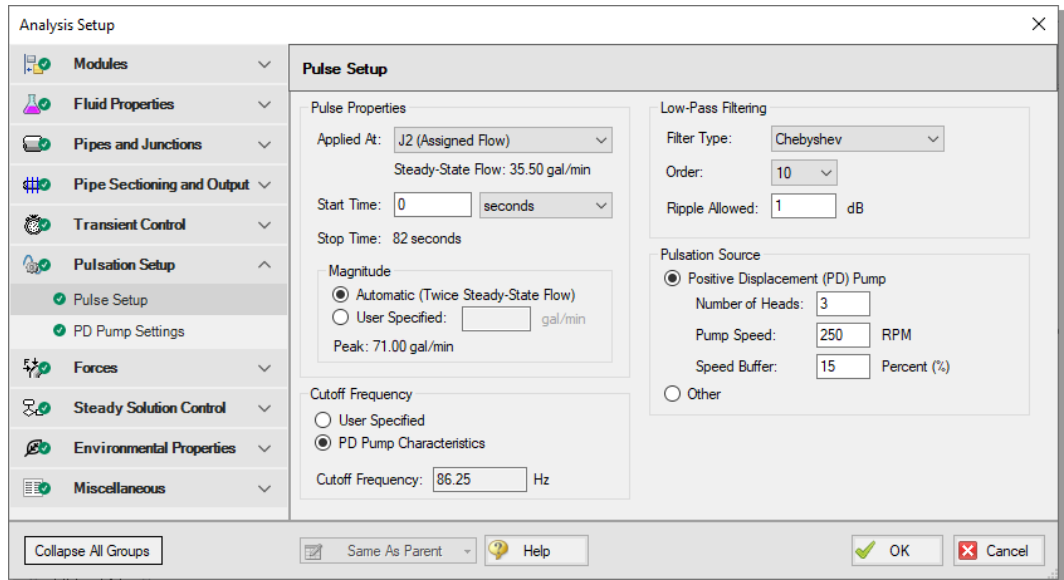 Analysis Setup
Modules
Fluid Properties
Pipes and Junctions
Pipe Sectioning and Output
Transient Control
Pulsation Setup
Pulse Setup
PD Pump Settings
Forces
Steady Solution Control
Environmental Properties
Miscellaneous
Pulse Setup
Pulse Properties
Applied At: J2 (Assigned Flow)
Steady-State Flow: 35.50 gal/min
Start Time: 0 seconds
Stop Time: 82 seconds
Magnitude
Automatic (Twice Steady-State Flow)
User Specified: gal/min
Peak: 71.00 gal/min
Cutoff Frequency
User Specified
PD Pump Characteristics
Cutoff Frequency: 86.25 Hz
Low-Pass Filtering
Filter Type: Chebyshev
Order: 10
Ripple Allowed: 1 dB
Pulsation Source
Positive Displacement (PD) Pump
Number of Heads: 3
Pump Speed: 250 RPM
Speed Buffer: 15 Percent (%)
Other
Collapse All Groups
Same As Parent
Help
OK
Cancel